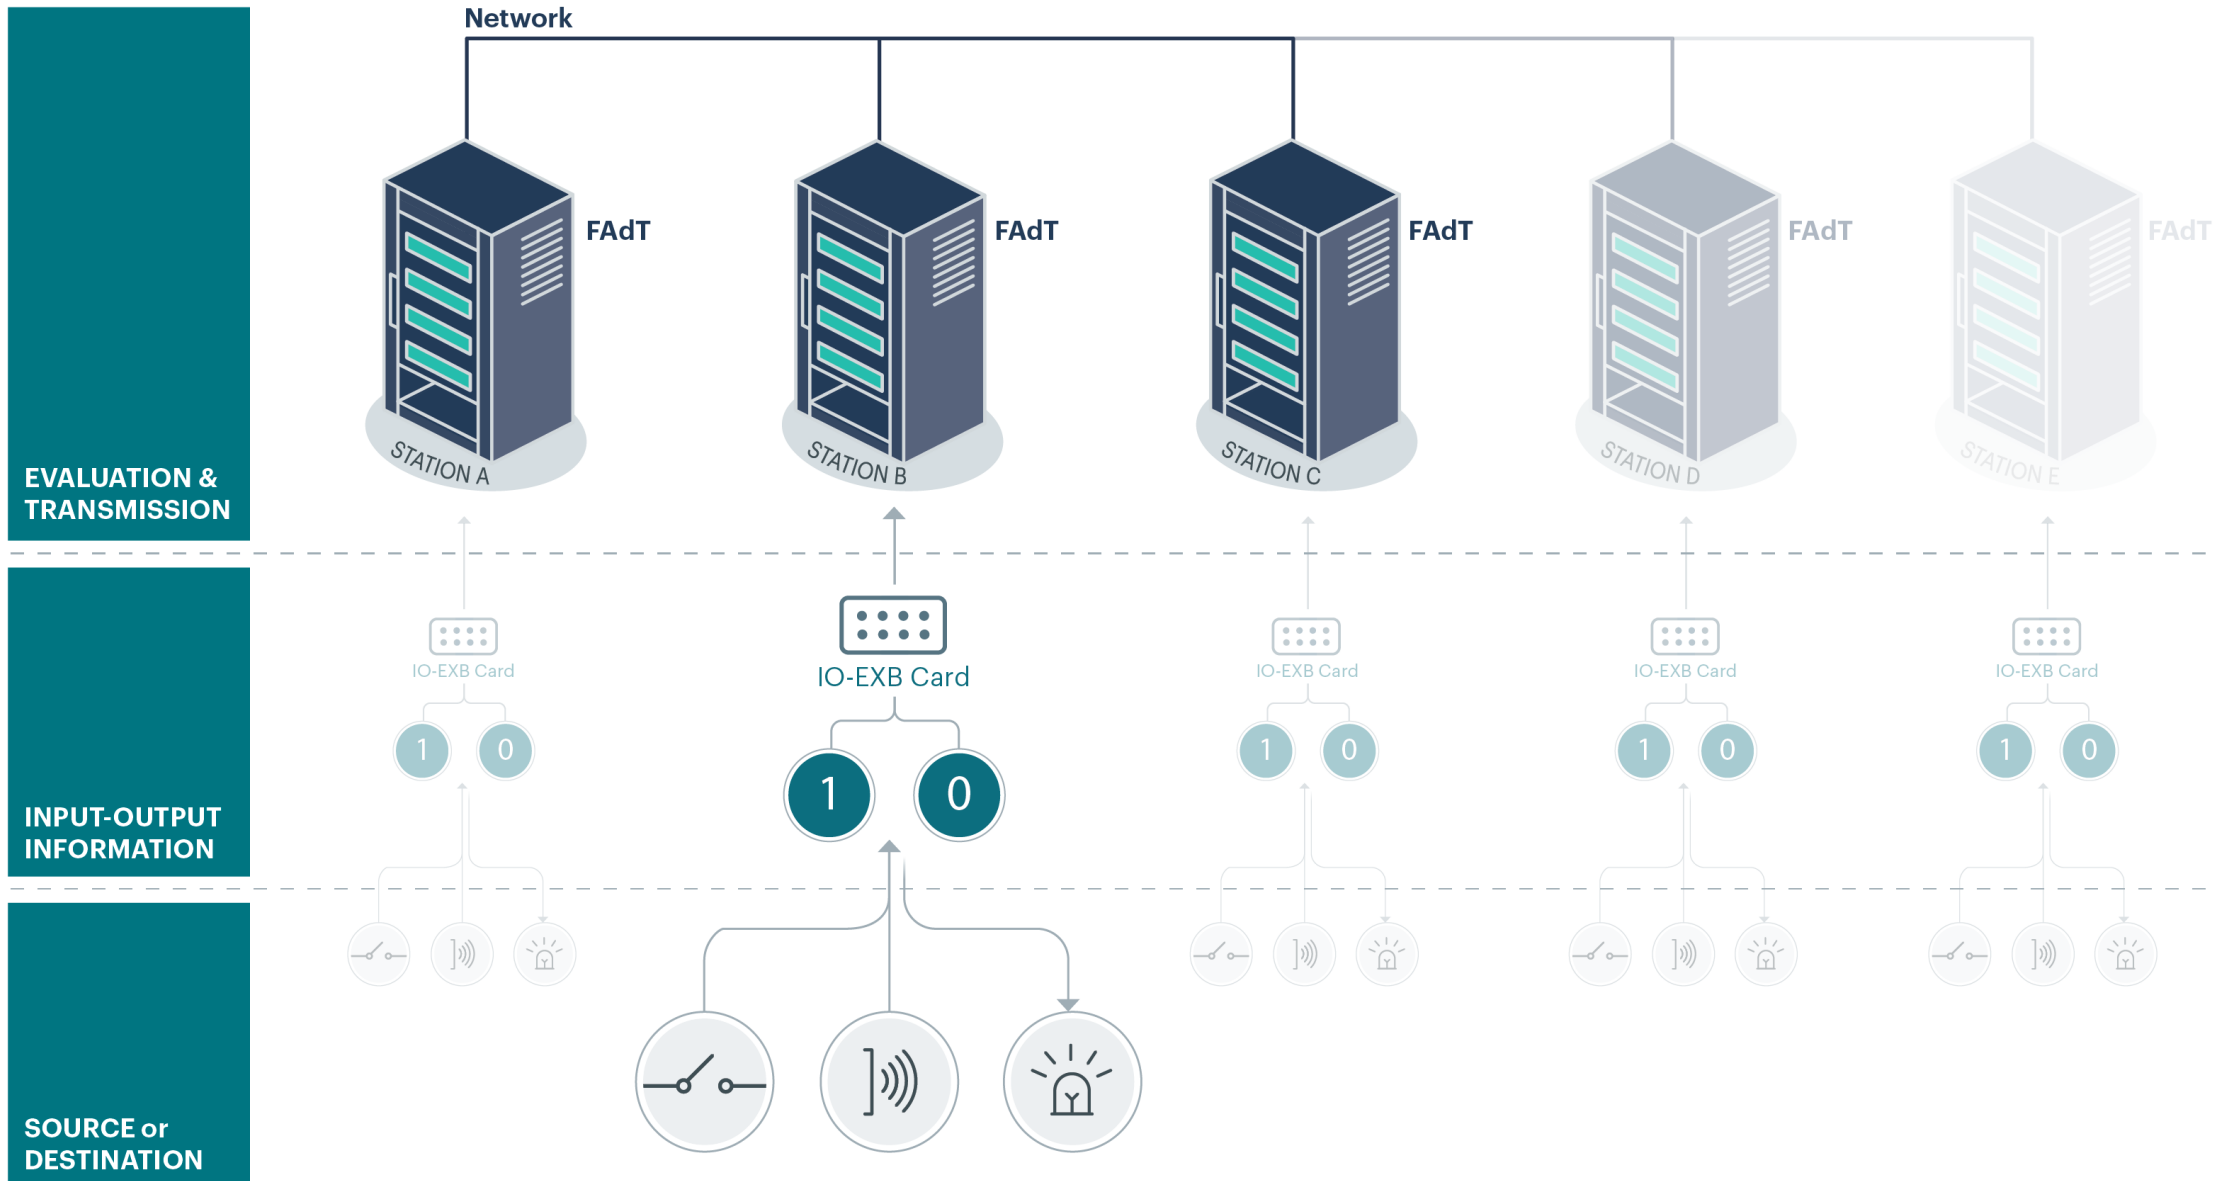 Network
FAdT
FAdT
FAdT
FAdT
FAdT
STATION A
STATION B
STATION C
STATION D
STATION E
EVALUATION &
TRANSMISSION
IO-EXB Card
IO-EXB Card
IO-EXB Card
IO-EXB Card
IO-EXB Card
1 0
1 0
1 0
1 0
1 0
INPUT-OUTPUT
INFORMATION
SOURCE or
DESTINATION